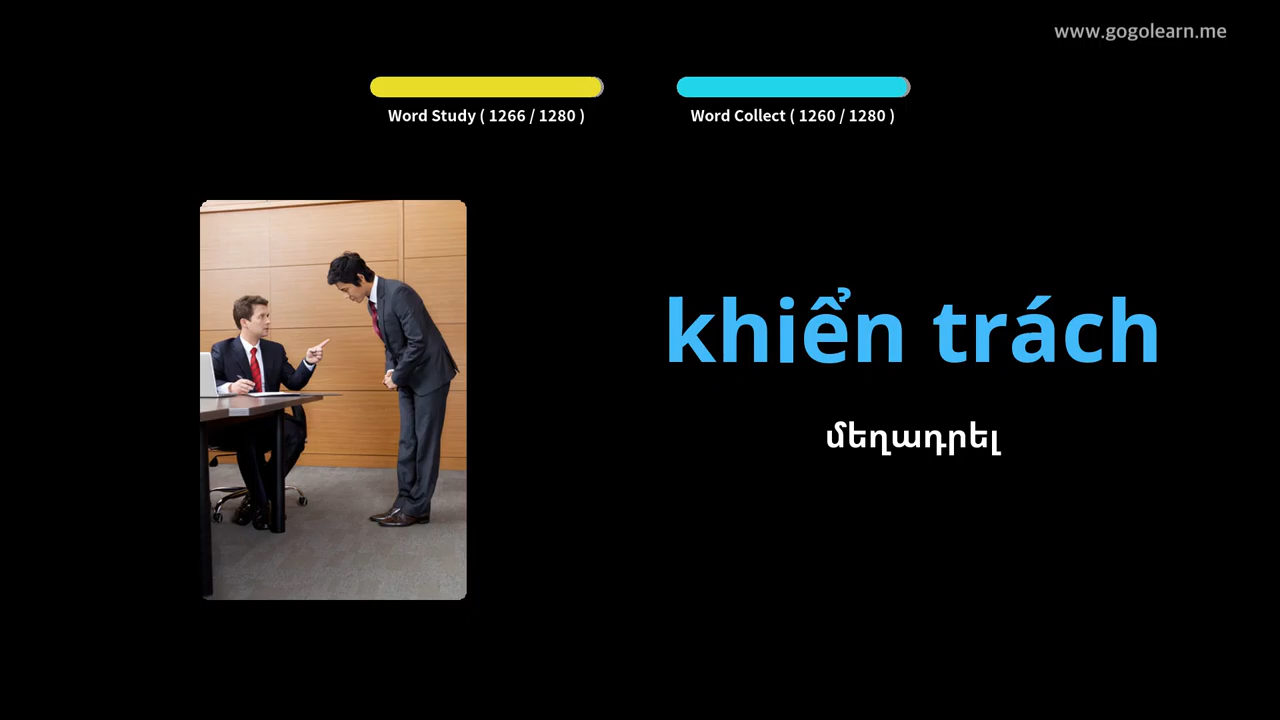 www.gogolearn.me
Word Study ( 1266 / 1280 )
Word Collect ( 1260 / 1280 )
khiển trách
մեղադրել